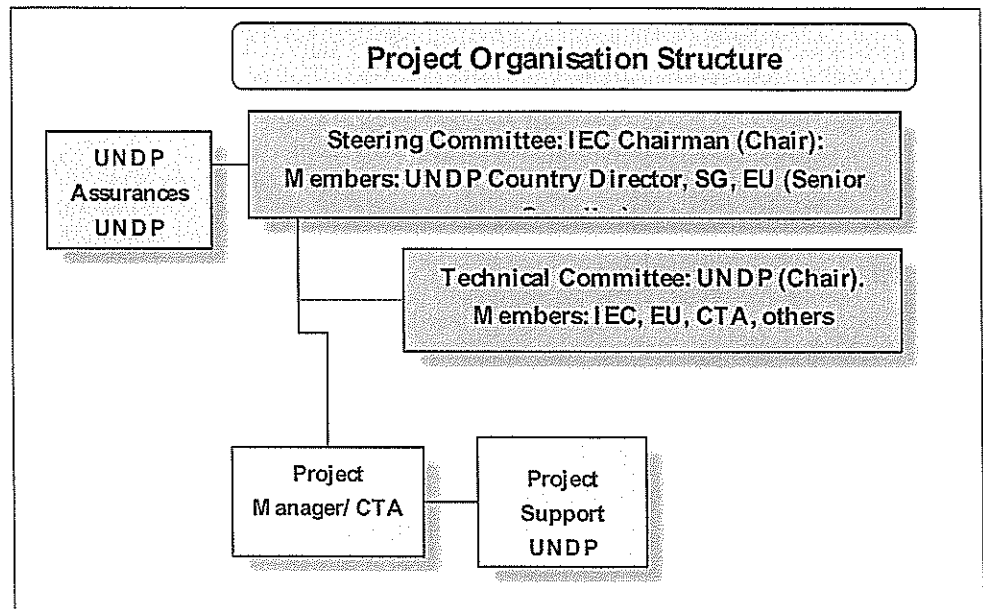 Project Organisation Structure
UNDP
Assurances
UNDP
Steering Committee: IEC Chairman (Chair):
Members: UNDP Country Director, SG, EU (Senior
Technical Committee: UNDP (Chair).
Members: IEC, EU, CTA, others
Project
Manager/ CTA
Project
Support
UNDP